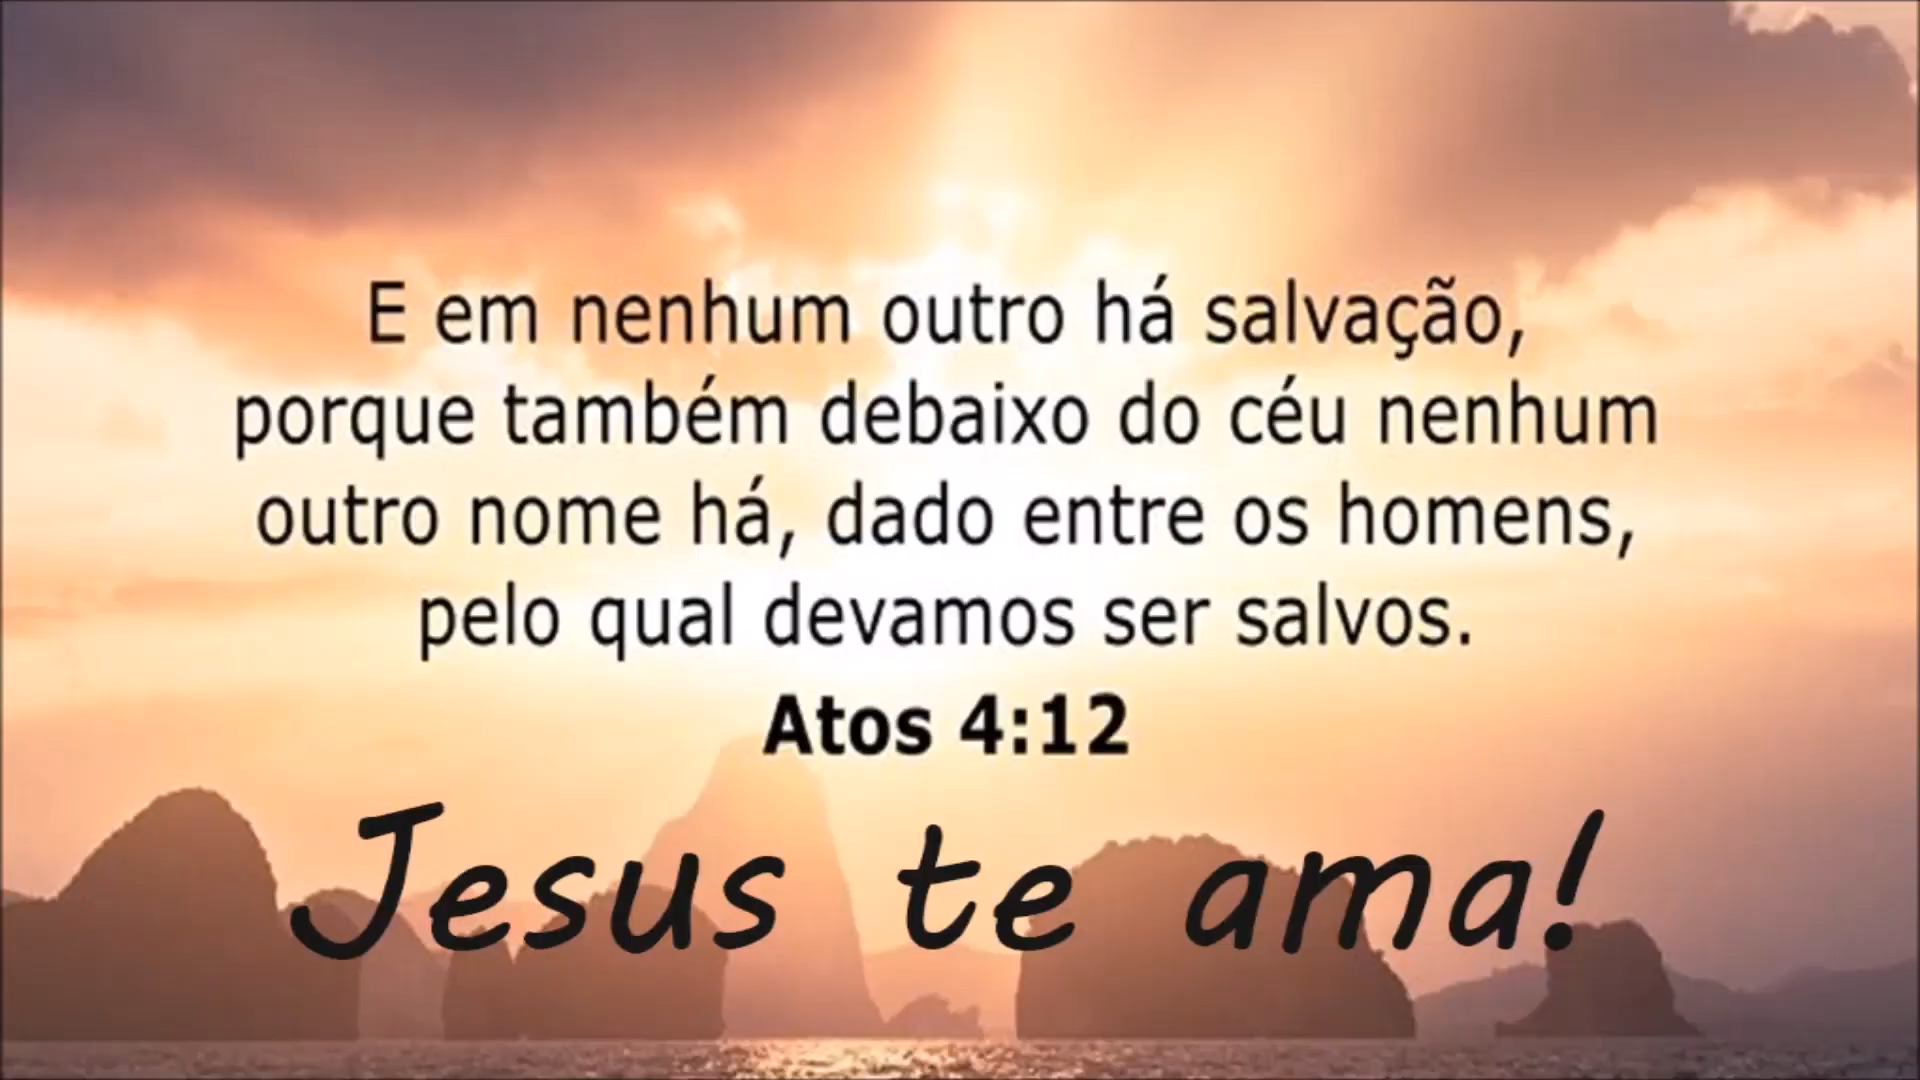 E em nenhum outro há salvação,
porque também debaixo do céu nenhum
outro nome há, dado entre os homens,
pelo qual devamos ser salvos.
Atos 4:12
Jesus te ama!